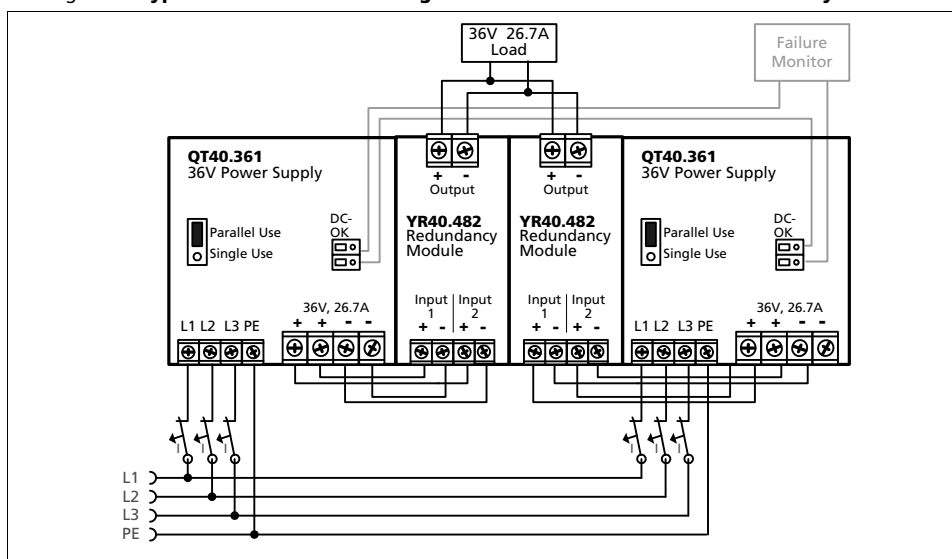 36V 26.7A
Load
Failure
Monitor
QT40.361
36V Power Supply
Parallel Use
Single Use
DC-
OK
+ -
Output
YR40.482
Redundancy
Module
+ -
Output
YR40.482
Redundancy
Module
QT40.361
36V Power Supply
Parallel Use
Single Use
DC-
OK
L1 L2 L3 PE
36V, 26.7A
+ + - -
Input Input
1 2
+ - + -
Input Input
1 2
+ - + -
L1 L2 L3 PE
36V, 26.7A
+ + - -
I I I
I I I
L1
L2
L3
PE